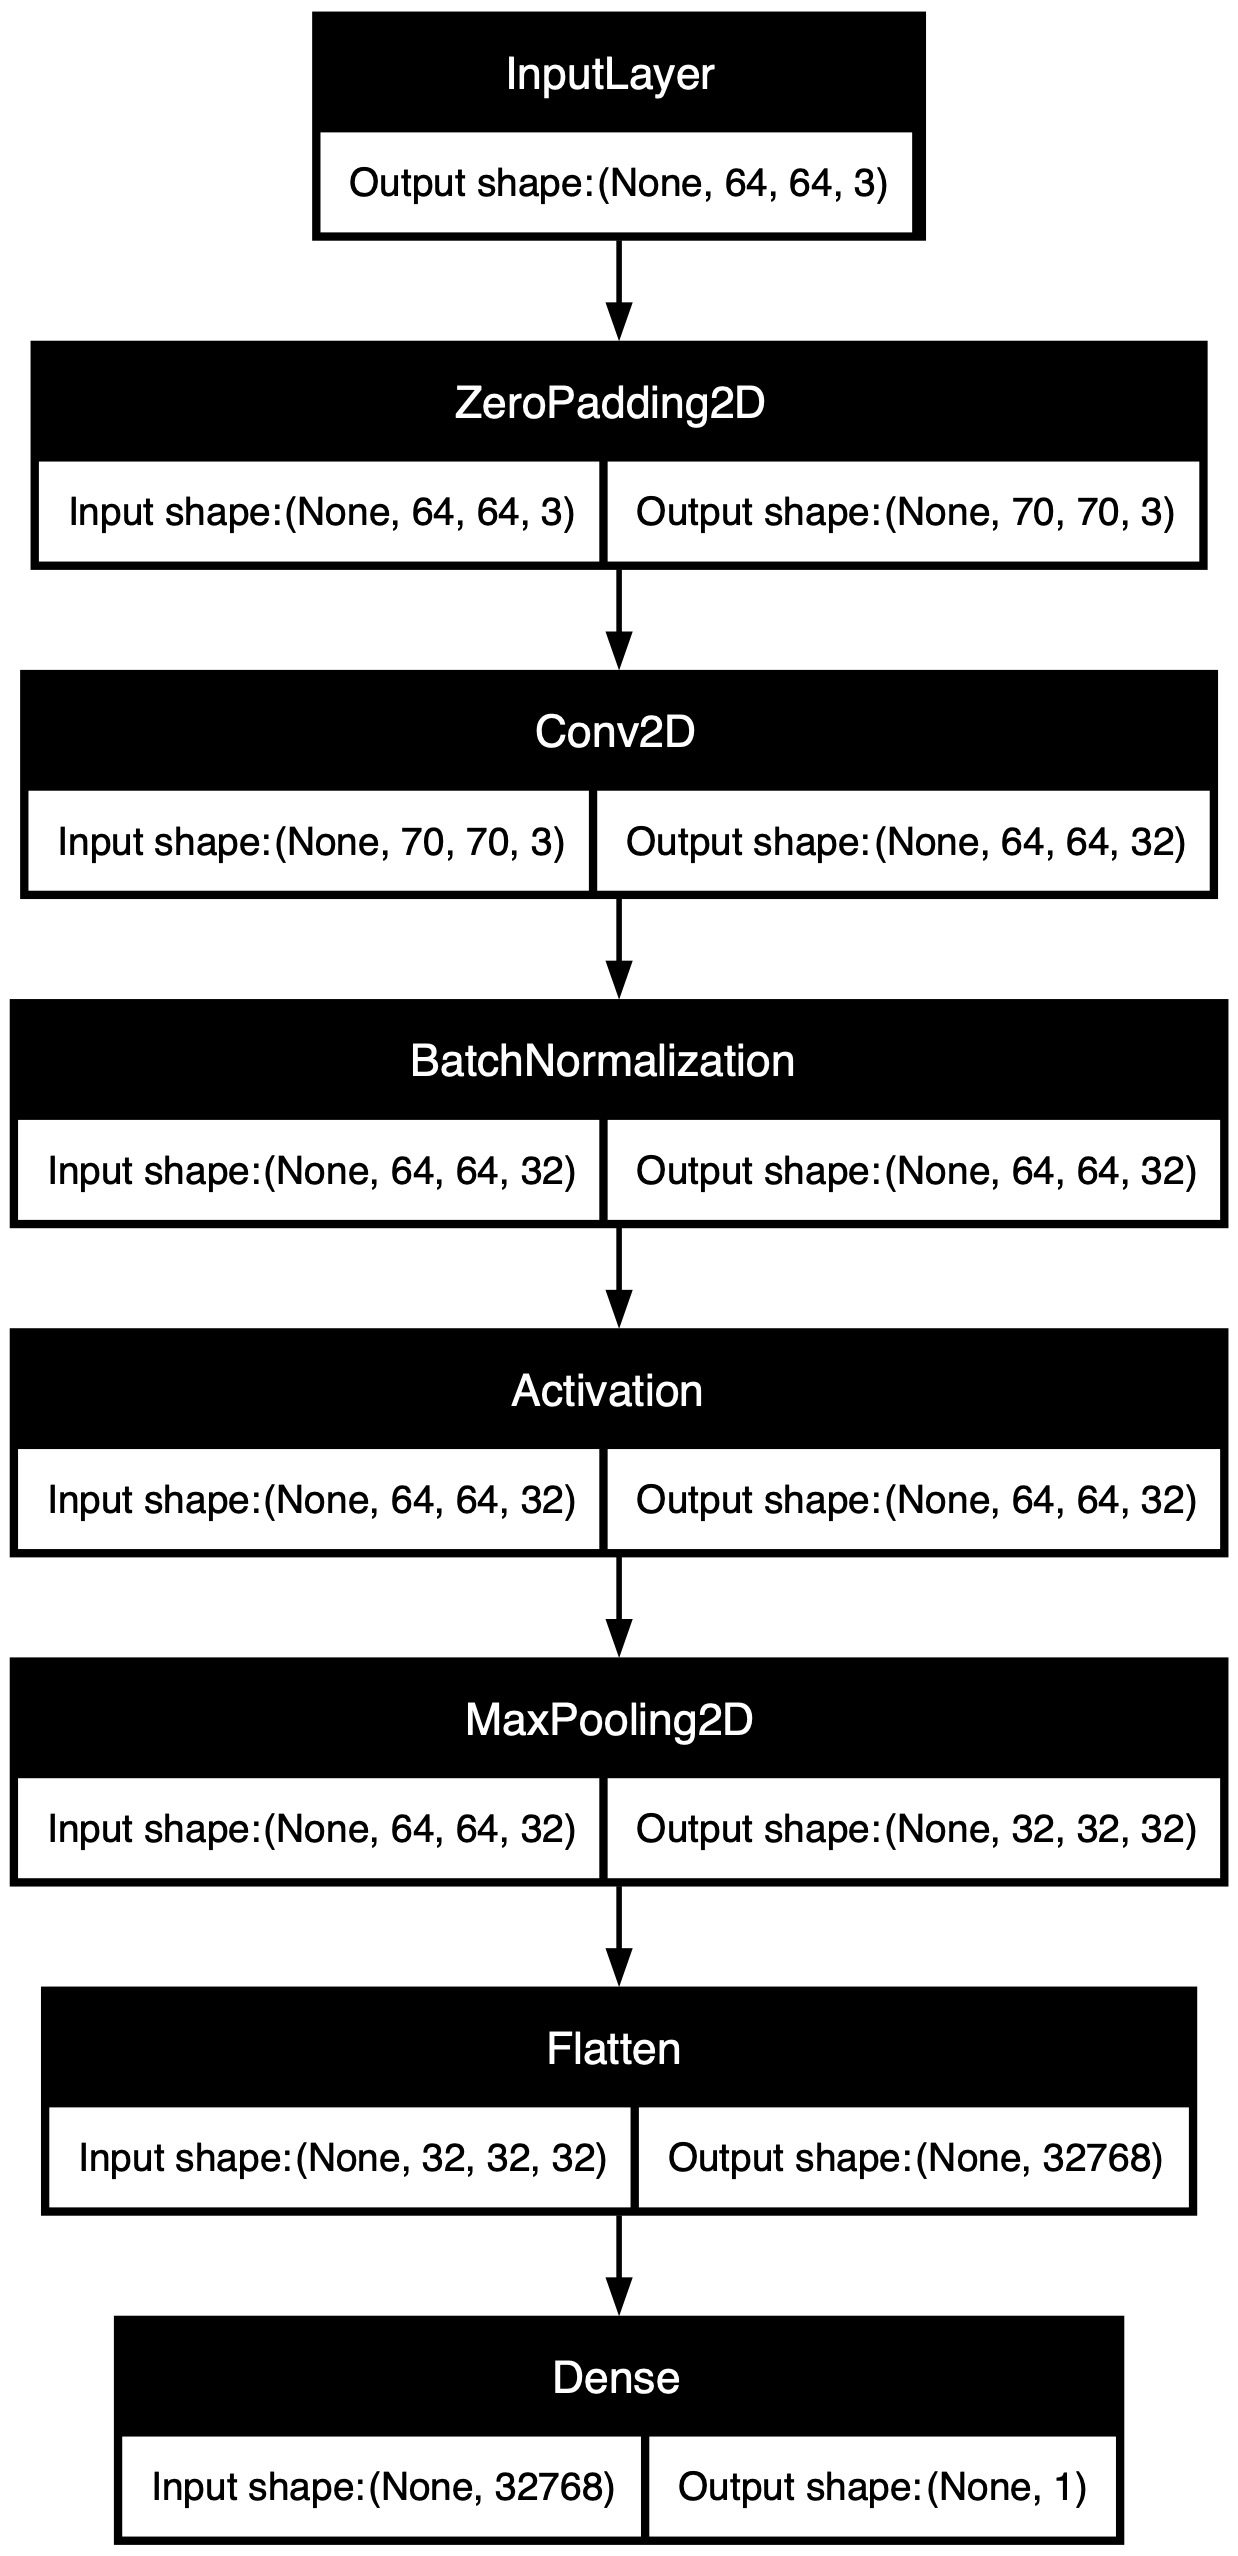 InputLayer
Output shape:(None, 64, 64, 3)
ZeroPadding2D
Input shape:(None, 64, 64, 3) Output shape:(None, 70, 70, 3)
Conv2D
Input shape:(None, 70, 70, 3) Output shape:(None, 64, 64, 32)
BatchNormalization
Input shape:(None, 64, 64, 32) Output shape:(None, 64, 64, 32)
Activation
Input shape:(None, 64, 64, 32) Output shape:(None, 64, 64, 32)
MaxPooling2D
Input shape:(None, 64, 64, 32) Output shape:(None, 32, 32, 32)
Flatten
Input shape:(None, 32, 32, 32) Output shape:(None, 32768)
Dense
Input shape:(None, 32768) Output shape:(None, 1)